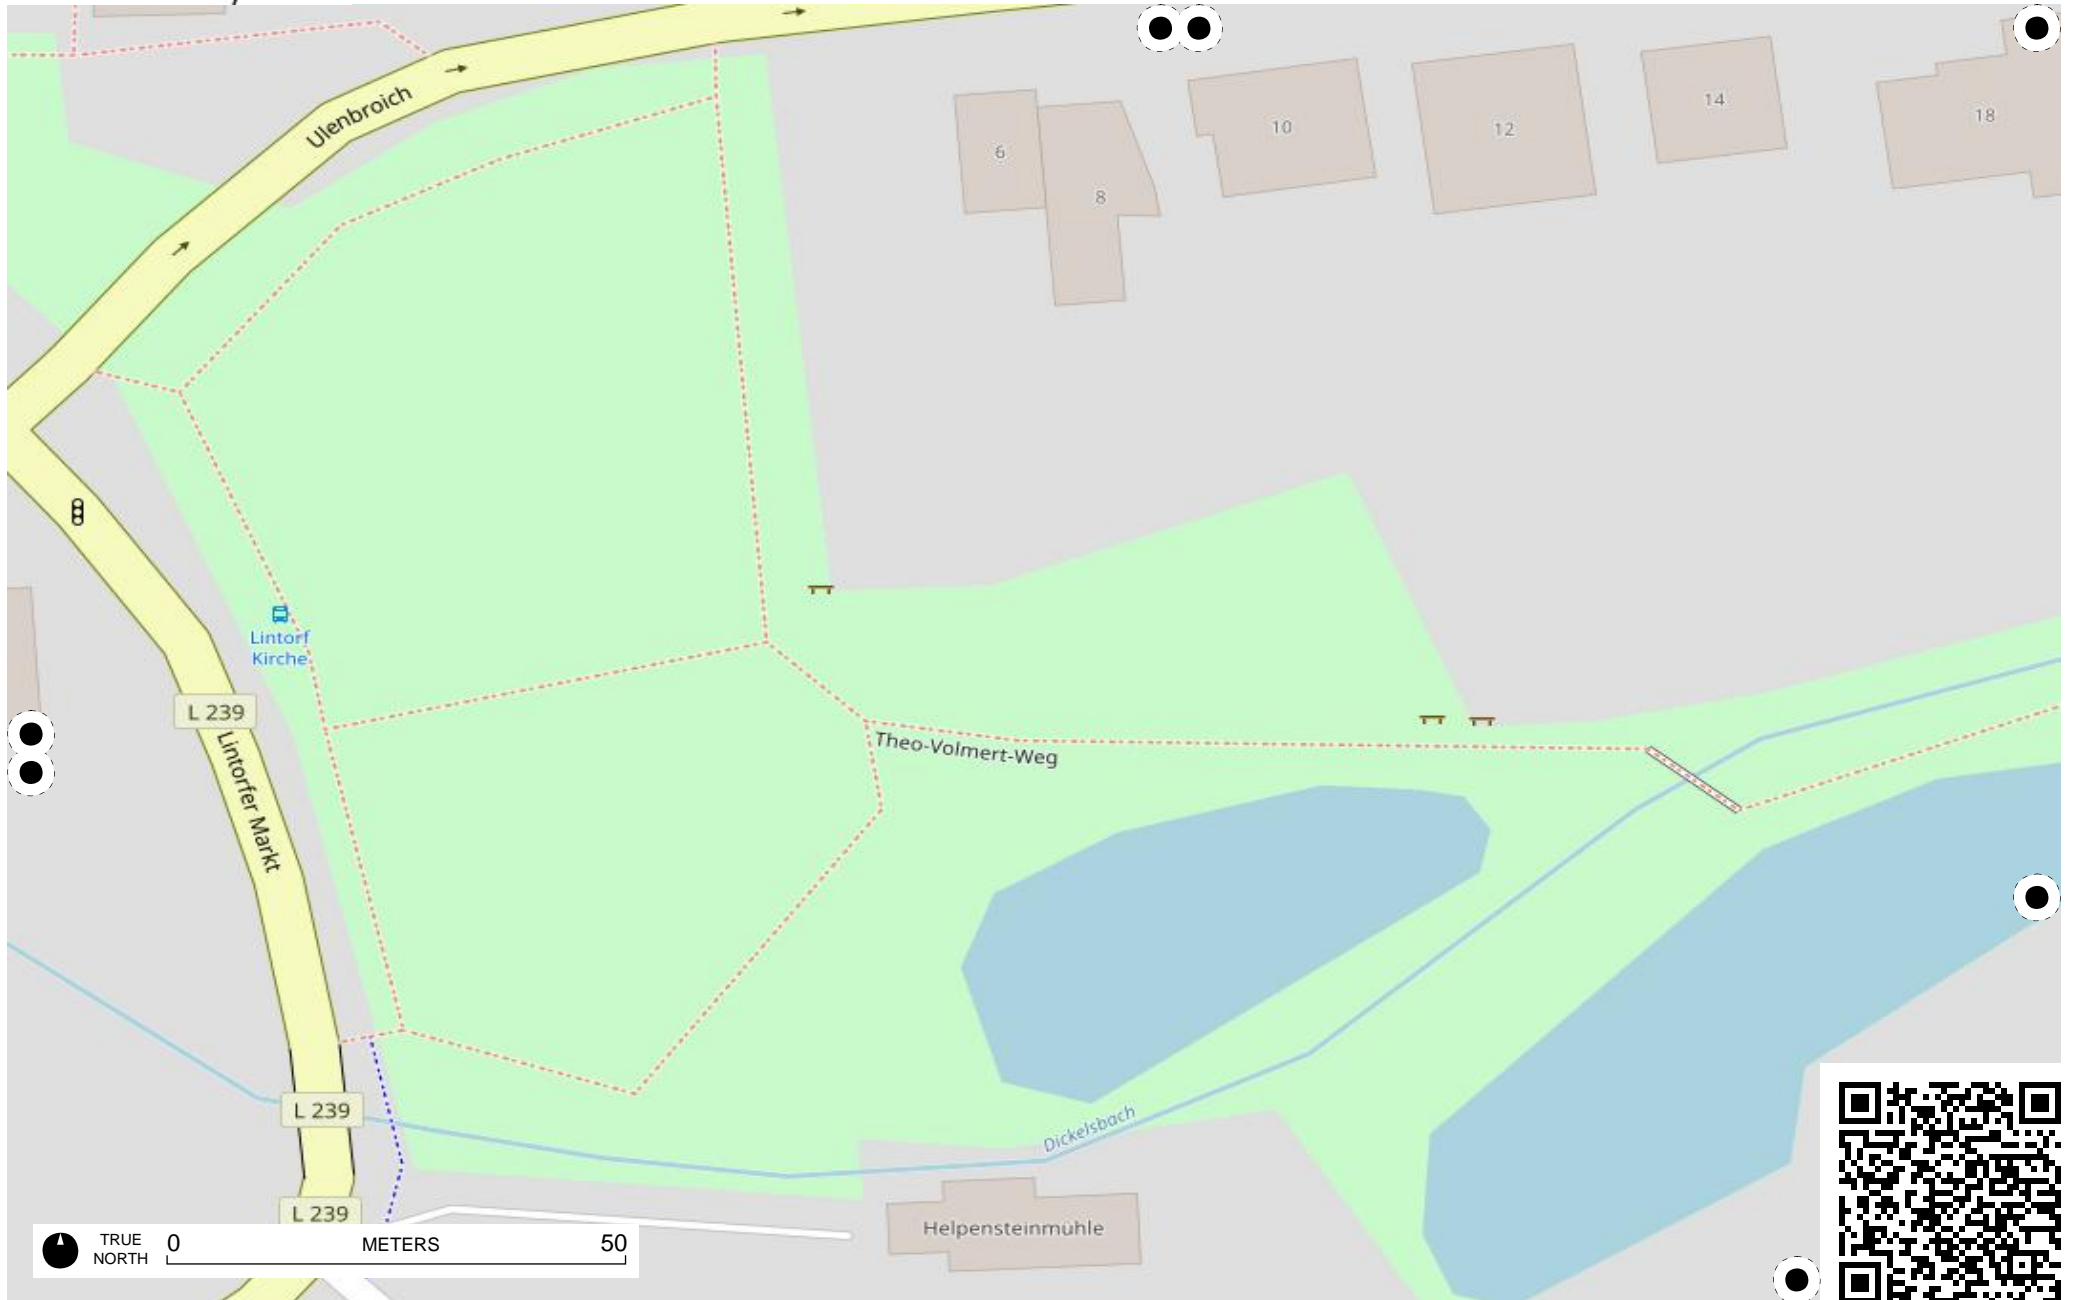 Ulenbroich
6
8
10
12
14
18
Lintorf
Kirche
L 239
Lintorfer Markt
Theo-Volmert-Weg
L 239
Dickelsbach
L 239
Helpensteinmühle
TRUE
NORTH
0
METERS
50